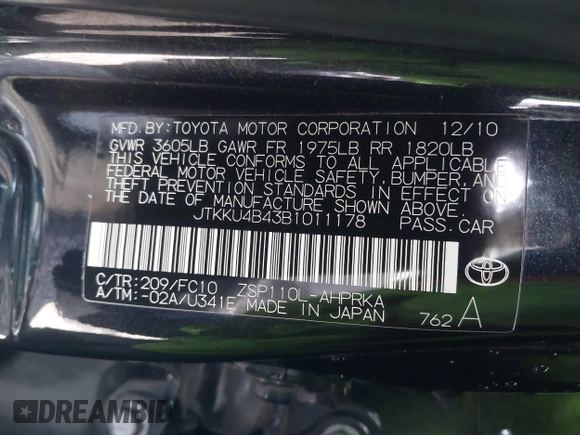 MFD.BY:TOYOTA MOTOR CORPORATION 12/10
GVWR 3605LB GAWR FR 1975LB RR 1820LB
THIS VEHICLE CONFORMS TO ALL APPLICABLE
FEDERAL MOTOR VEHICLE SAFETY, BUMPER, AND
THEFT PREVENTION STANDARDS IN EFFECT ON
THE DATE OF MANUFACTURE SHOWN ABOVE.
JTKKU4B43B1011178 PASS.CAR
C/TR:209/FC10 ZSP110L-AHPRKA
A/TM:-02A/U341E MADE IN JAPAN
762A
DREAMBID